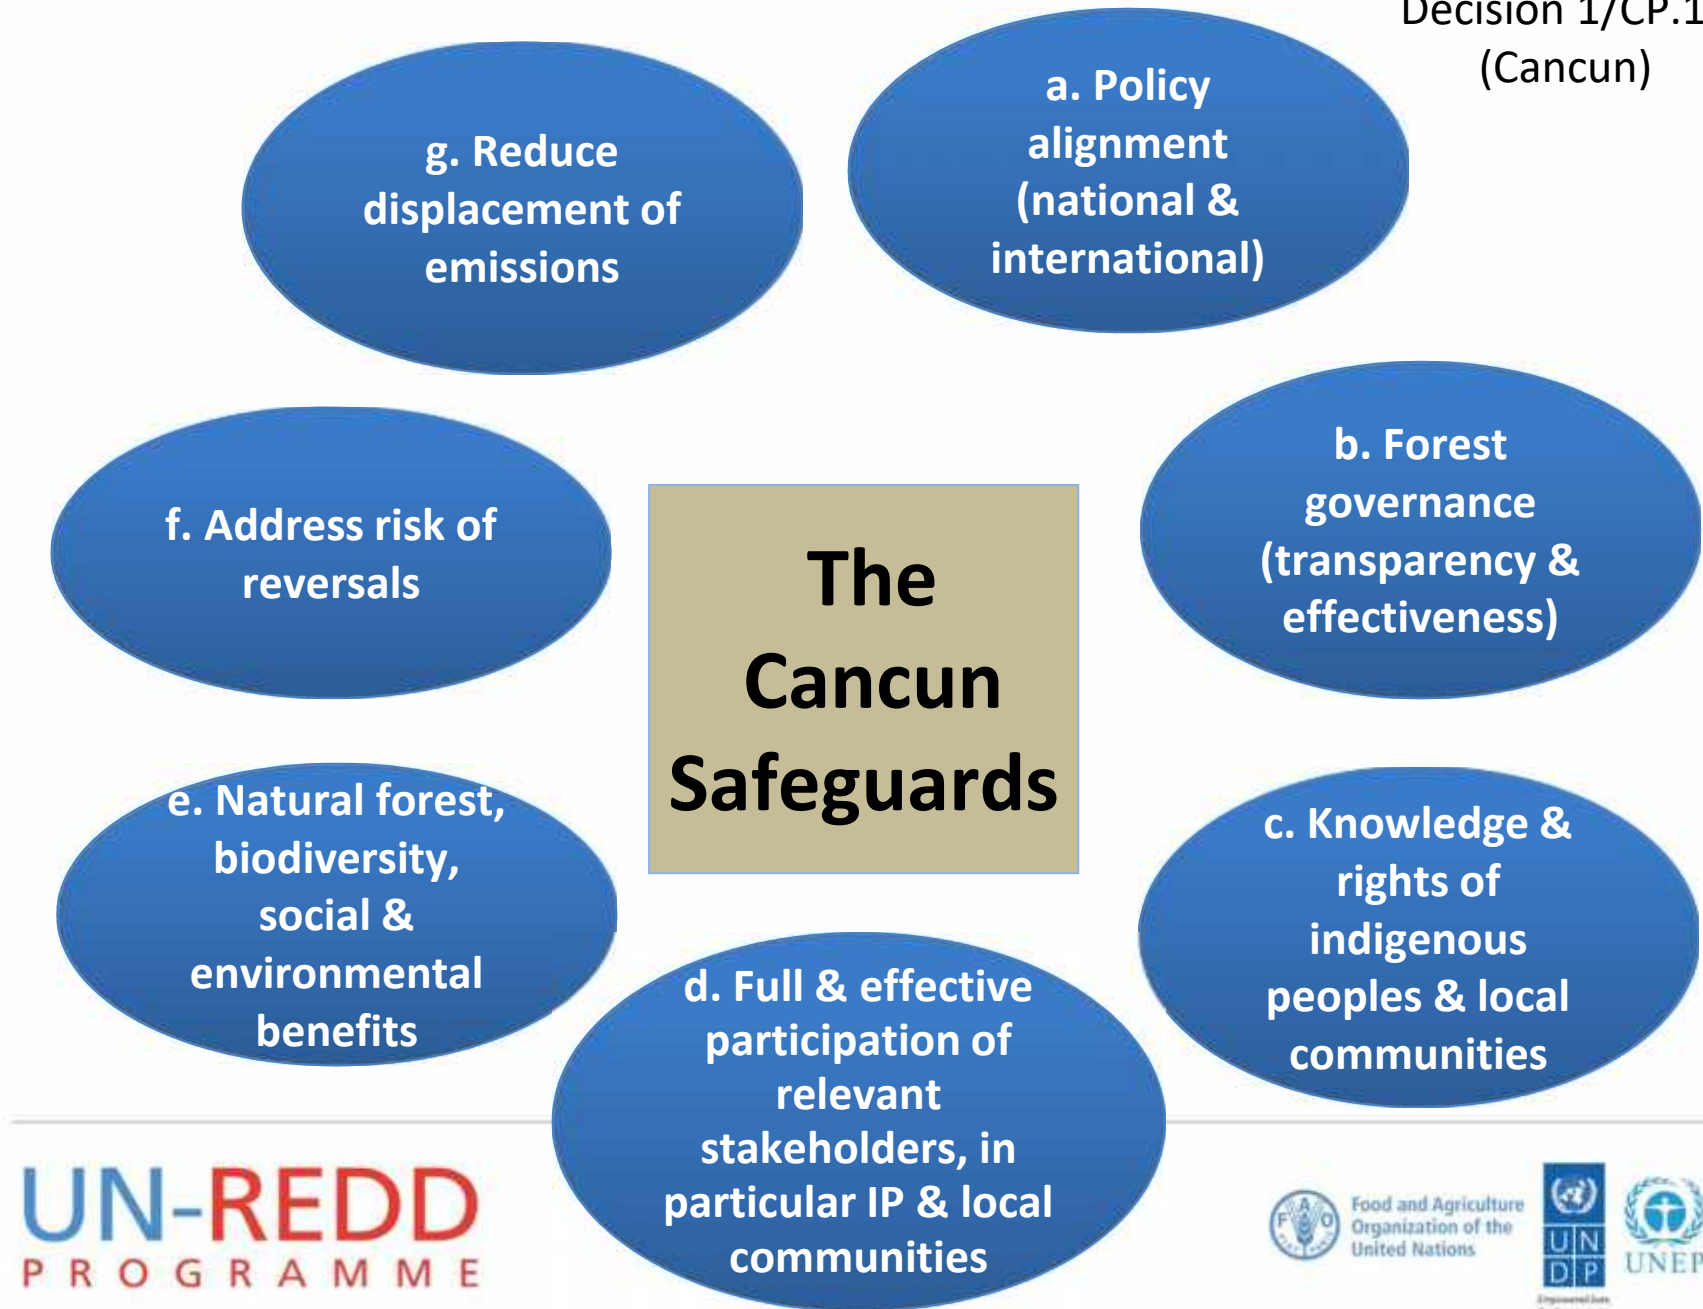 Decision 1/CP.1
(Cancun)
a. Policy
alignment
(national &
international)
b. Forest
governance
(transparency &
effectiveness)
c. Knowledge &
rights of
indigenous
peoples & local
communities
d. Full & effective
participation of
relevant
stakeholders, in
particular IP & local
communities
e. Natural forest,
biodiversity,
social &
environmental
benefits
f. Address risk of
reversals
g. Reduce
displacement of
emissions
The
Cancun
Safeguards
UN-REDD
PROGRAMME
FAO
Food and Agriculture
Organization of the
United Nations
UN
DP
UNEP